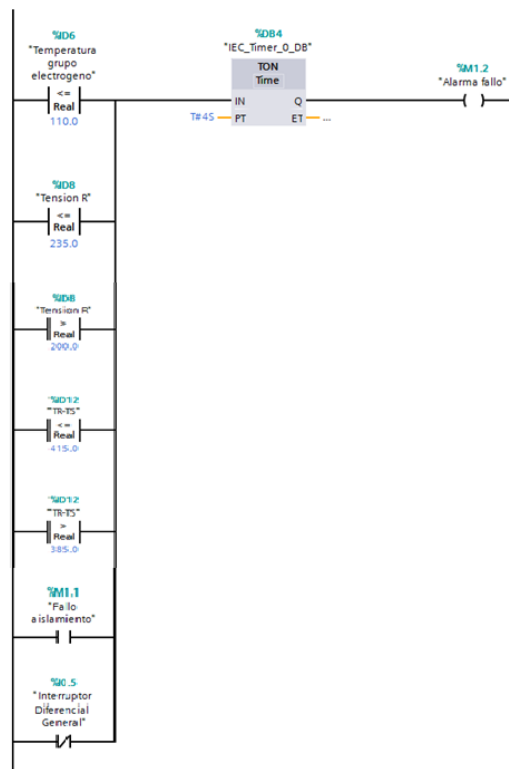 %ID6
"Temperatura
grupo
electrogeno"
<=
Real
110.0
%DB4
"IEC_Timer_0_DB"
TON
Time
IN
Q
T#4S
PT
ET
...
%M1.2
"Alarma fallo"
%ID8
"Tension R"
<=
Real
235.0
%ID8
"Tension R"
>
Real
200.0
%ID12
"TR-TS"
<=
Real
415.0
%ID12
"TR-TS"
>
Real
385.0
%M1.1
"Fallo
aislamiento"
%I0.5
"Interruptor
Diferencial
General"